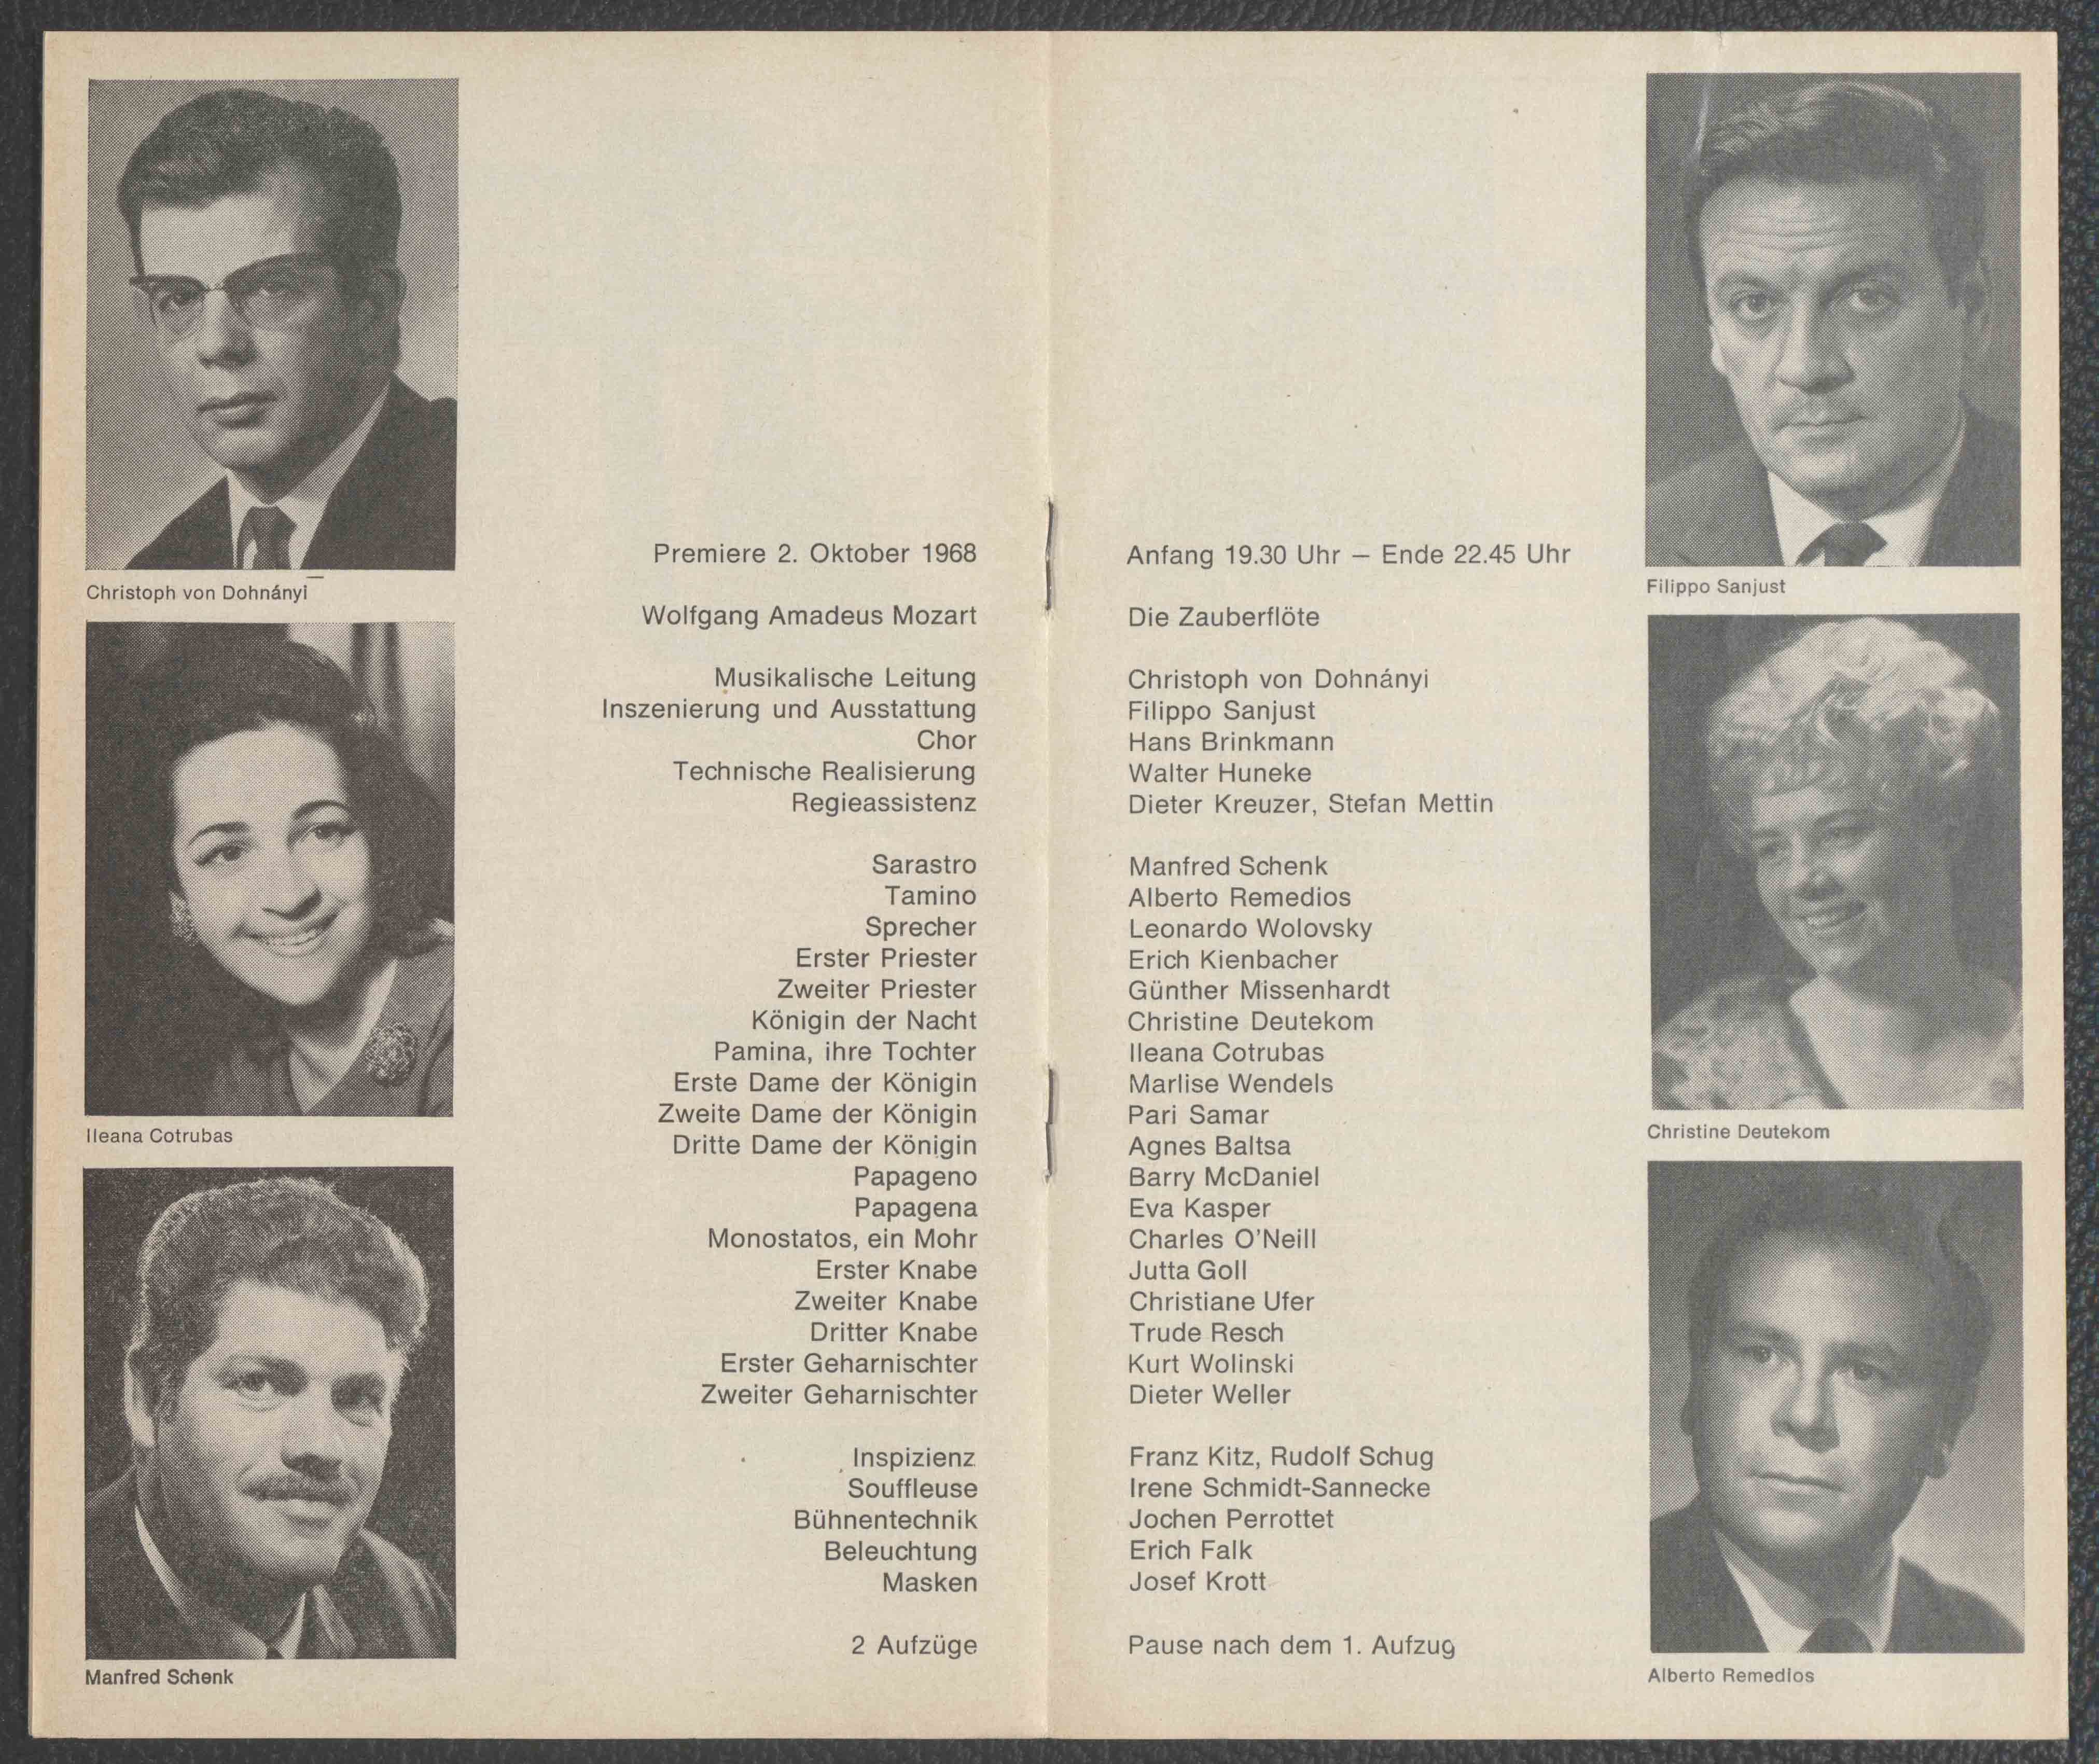 Christoph von Dohnányi
Ileana Cotrubas
Manfred Schenk
Premiere 2. Oktober 1968 Anfang 19.30 Uhr — Ende 22.45 Uhr
Wolfgang Amadeus Mozart Die Zauberflöte
Musikalische Leitung Christoph von Dohnányi
Inszenierung und Ausstattung Filippo Sanjust
Chor Hans Brinkmann
Technische Realisierung Walter Huneke
Regieassistenz Dieter Kreuzer, Stefan Mettin
Sarastro Manfred Schenk
Tamino Alberto Remedios
Sprecher Leonardo Wolovsky
Erster Priester Erich Kienbacher
Zweiter Priester Günther Missenhardt
Königin der Nacht Christine Deutekom
Pamina, ihre Tochter Ileana Cotrubas
Erste Dame der Königin Marlise Wendels
Zweite Dame der Königin Pari Samar
Dritte Dame der Königin Agnes Baltsa
Papageno Barry McDaniel
Papagena Eva Kasper
Monostatos, ein Mohr Charles O'Neill
Erster Knabe Jutta Goll
Zweiter Knabe Christiane Ufer
Dritter Knabe Trude Resch
Erster Geharnischter Kurt Wolinski
Zweiter Geharnischter Dieter Weller
Inspizienz Franz Kitz, Rudolf Schug
Souffleuse Irene Schmidt-Sannecke
Bühnentechnik Jochen Perrottet
Beleuchtung Erich Falk
Masken Josef Krott
2 Aufzüge Pause nach dem 1. Aufzug
Filippo Sanjust
Christine Deutekom
Alberto Remedios